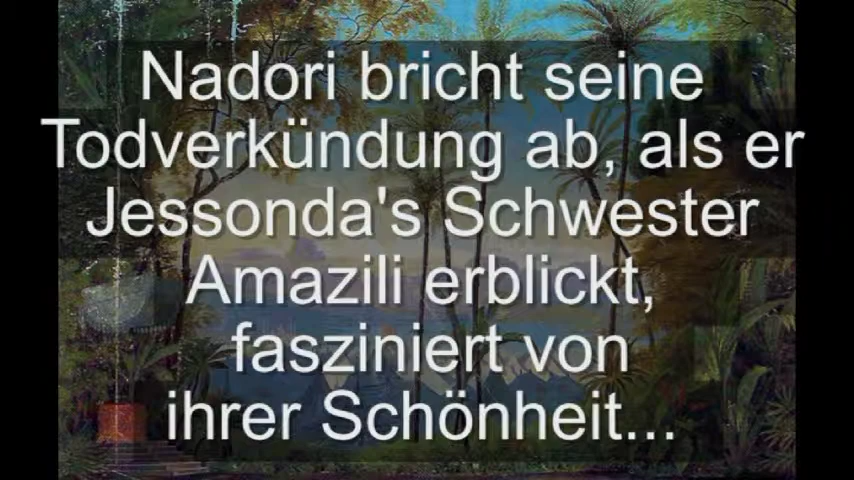 Nadori bricht seine
Todverkündung ab, als er
Jessonda's Schwester
Amazili erblickt,
fasziniert von
ihrer Schönheit...